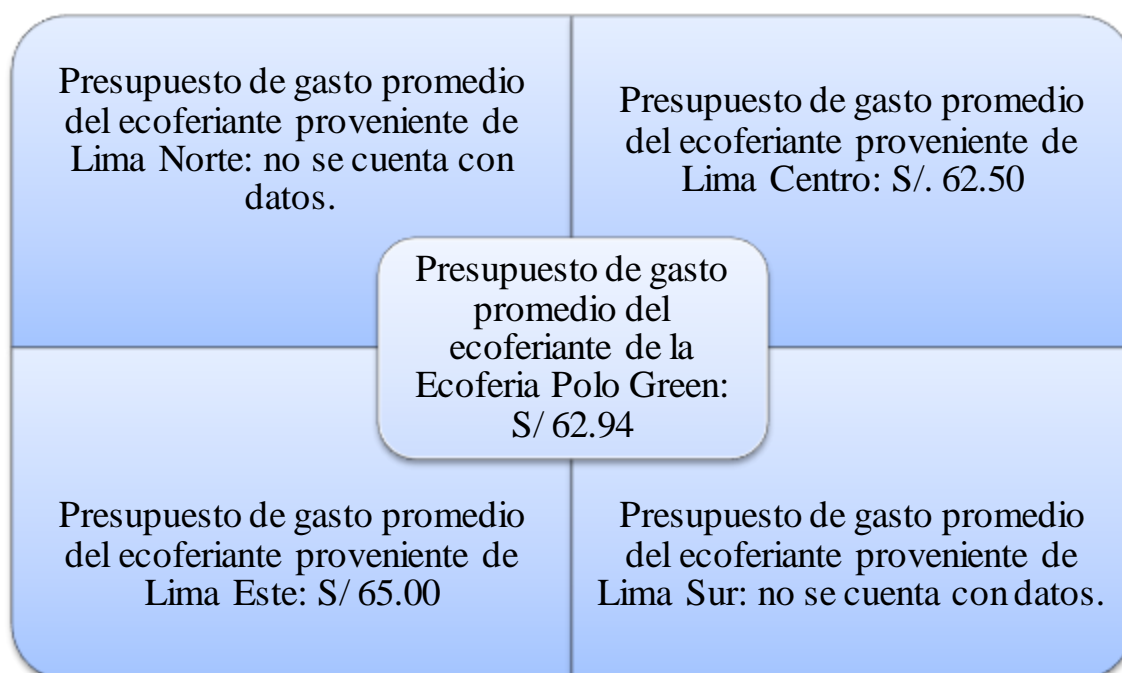 Presupuesto de gasto promedio
del ecoferiante proveniente de
Lima Norte: no se cuenta con
datos.
Presupuesto de gasto promedio
del ecoferiante proveniente de
Lima Centro: S/. 62.50
Presupuesto de gasto
promedio del
ecoferiante de la
Ecoferia Polo Green:
S/ 62.94
Presupuesto de gasto promedio
del ecoferiante proveniente de
Lima Este: S/ 65.00
Presupuesto de gasto promedio
del ecoferiante proveniente de
Lima Sur: no se cuenta con datos.